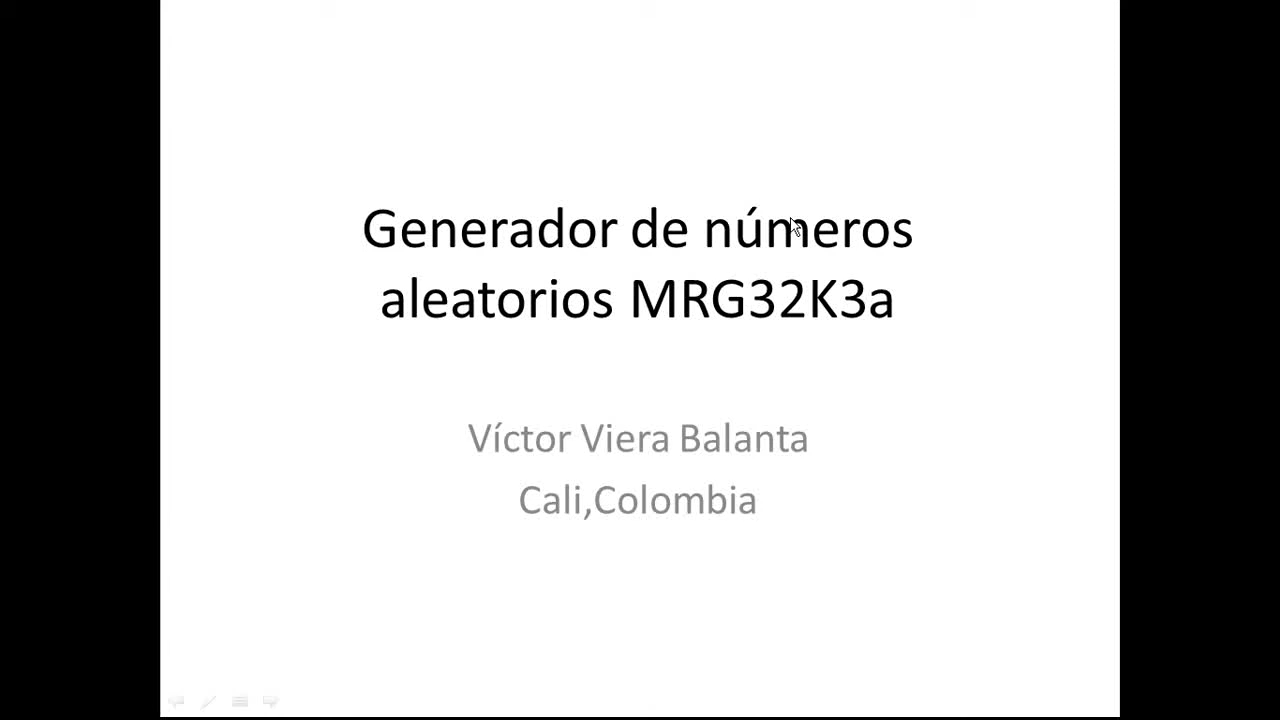 Generador de números
aleatorios MRG32K3a
Víctor Viera Balanta
Cali,Colombia